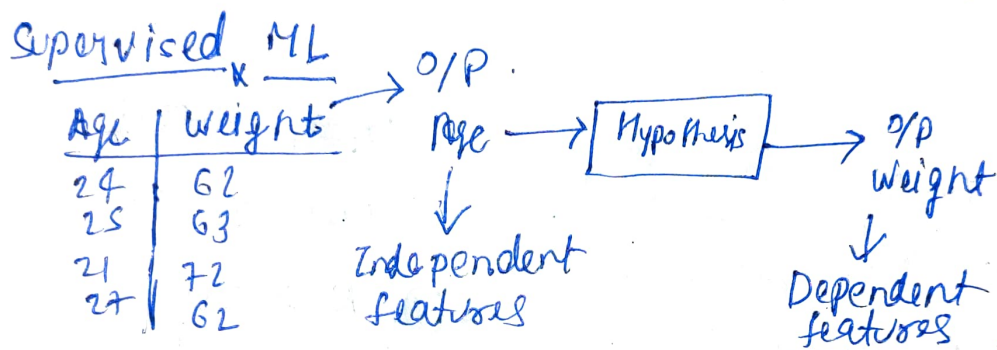 Supervised ML
Age Weight → O/P
24 62
25 63
21 72
27 62
Age → Hypothesis → O/P
Weight
Independent
features
Dependent
features